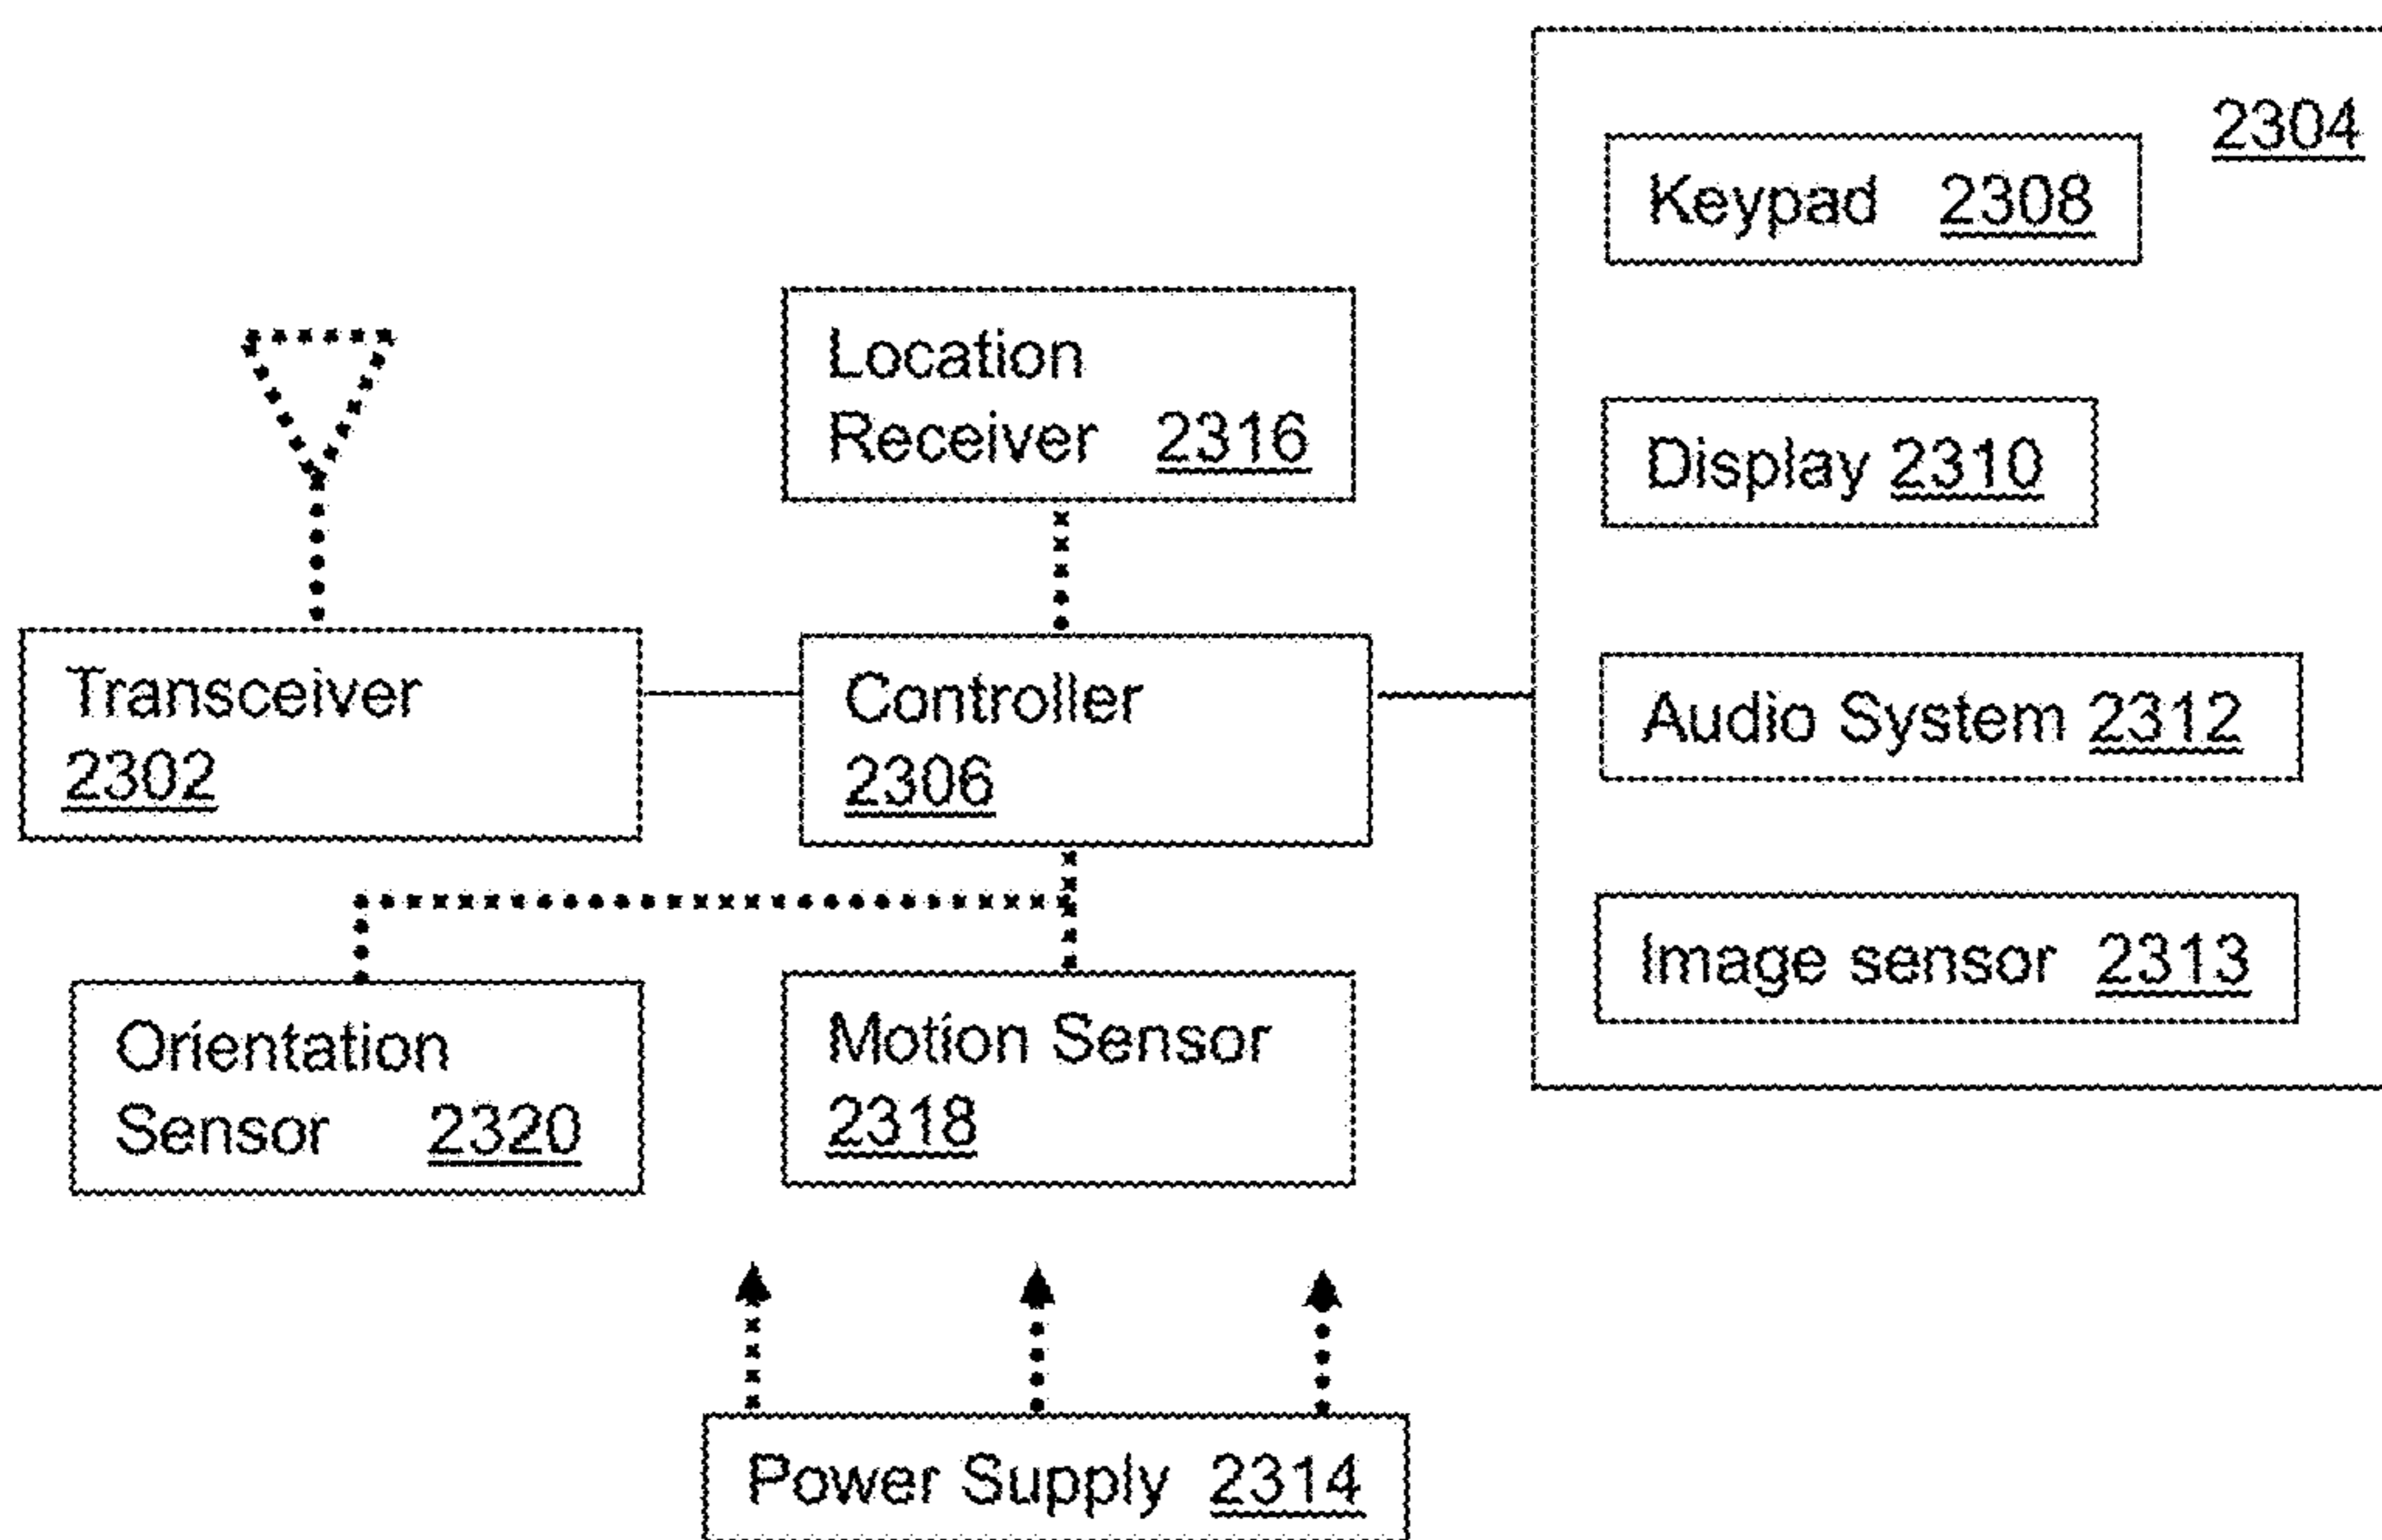 2304
Keypad 2308
Location
Receiver 2316
Display 2310
Transceiver
2302
Controller
2306
Audio System 2312
Image sensor 2313
Orientation
Sensor 2320
Motion Sensor
2318
Power Supply 2314